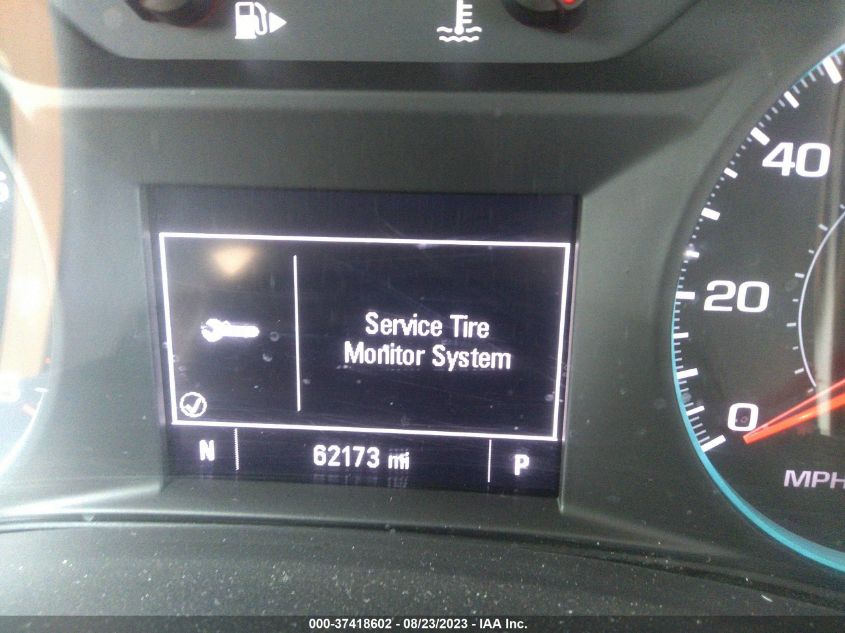 40
20
0
MPH
Service Tire
Monitor System
N 62173 mi P
000-37418602 - 08/23/2023 - IAA Inc.